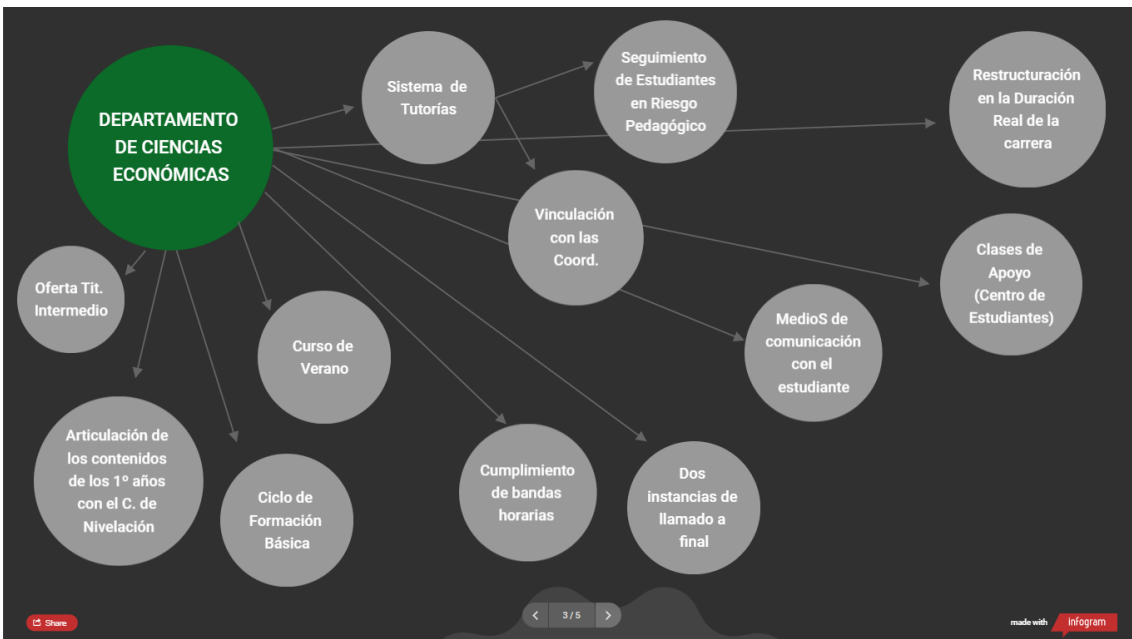 DEPARTAMENTO
DE CIENCIAS
ECONÓMICAS
Sistema de
Tutorías
Seguimiento
de Estudiantes
en Riesgo
Pedagógico
Restructuración
en la Duración
Real de la
carrera
Vinculación
con las
Coord.
Clases de
Apoyo
(Centro de
Estudiantes)
Oferta Tit.
Intermedio
Curso de
Verano
MedioS de
comunicación
con el
estudiante
Articulación de
los contenidos
de los 1º años
con el C. de
Nivelación
Ciclo de
Formación
Básica
Cumplimiento
de bandas
horarias
Dos
instancias de
llamado a
final
Share
3 / 5
made with infogram